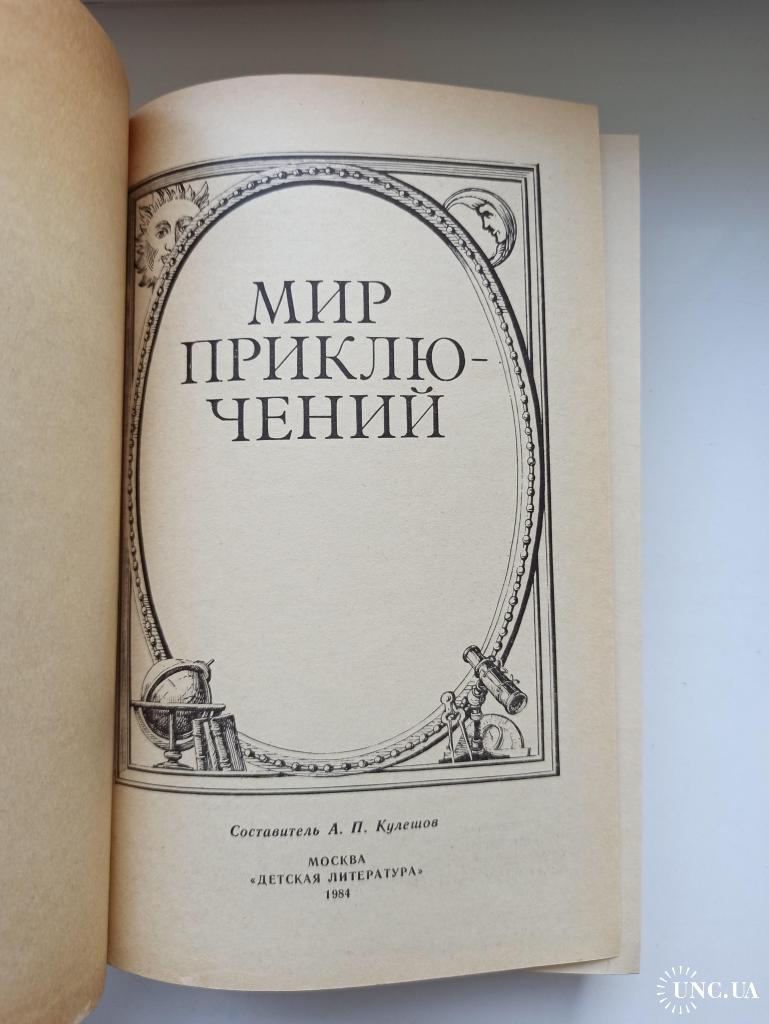 МИР
ПРИКЛЮ-
ЧЕНИЙ
Составитель А. П. Кулешов
МОСКВА
«ДЕТСКАЯ ЛИТЕРАТУРА»
1984
UNC.UA